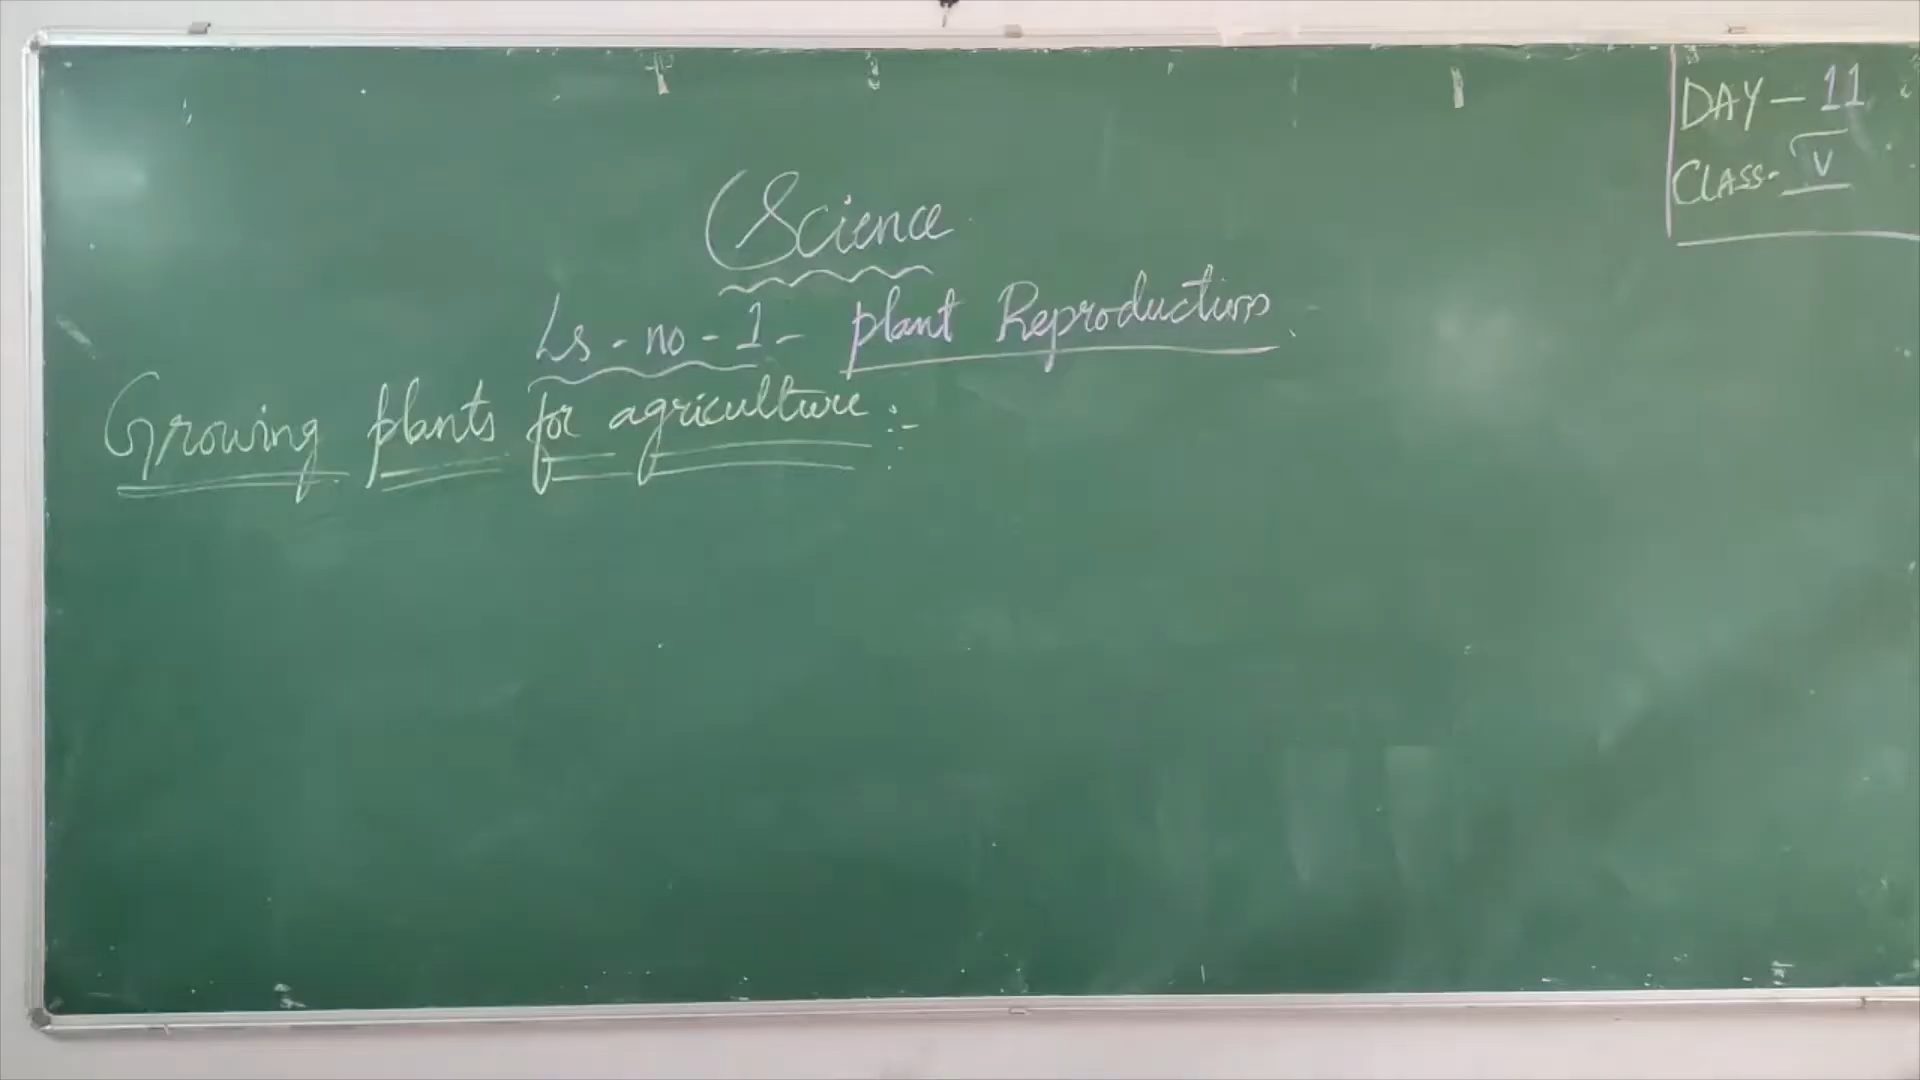 DAY - 11
CLASS - V
Science
Ls - no - 1 - plant Reproduction
Growing plants for agriculture :-